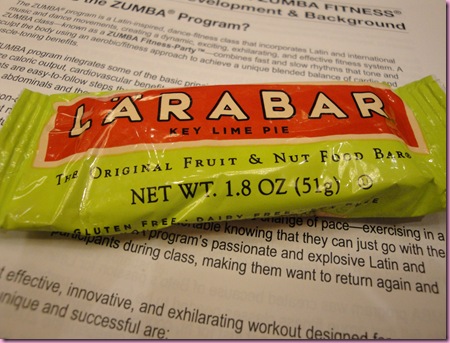 ZUMBA FITNESS®
Development & Background
the ZUMBA® Program?
The ZUMBA® program is a Latin-inspired, dance-fitness class that incorporates Latin and international
music and dance movements, creating a dynamic, exciting, exhilarating, and effective fitness system. A
ZUMBA class–known as a ZUMBA Fitness-Party™–combines fast and slow rhythms that tone and
sculpt the body using an aerobic/fitness approach to achieve a unique blended balance of cardio and
muscle-toning benefits.
ZUMBA program integrates some of the basic
caloric output, cardiovascular benefits
are easy-to-follow steps
abdominals and
LÄRABAR
KEY LIME PIE
THE ORIGINAL FRUIT & NUT FOOD BAR®
NET WT. 1.8 OZ (51g)
GLUTEN FREE · DAIRY FREE
change of pace—exercising in a
knowing that they can just go with the
program's passionate and explosive Latin and
participants during class, making them want to return again and
effective, innovative, and exhilarating workout designed
unique and successful are: